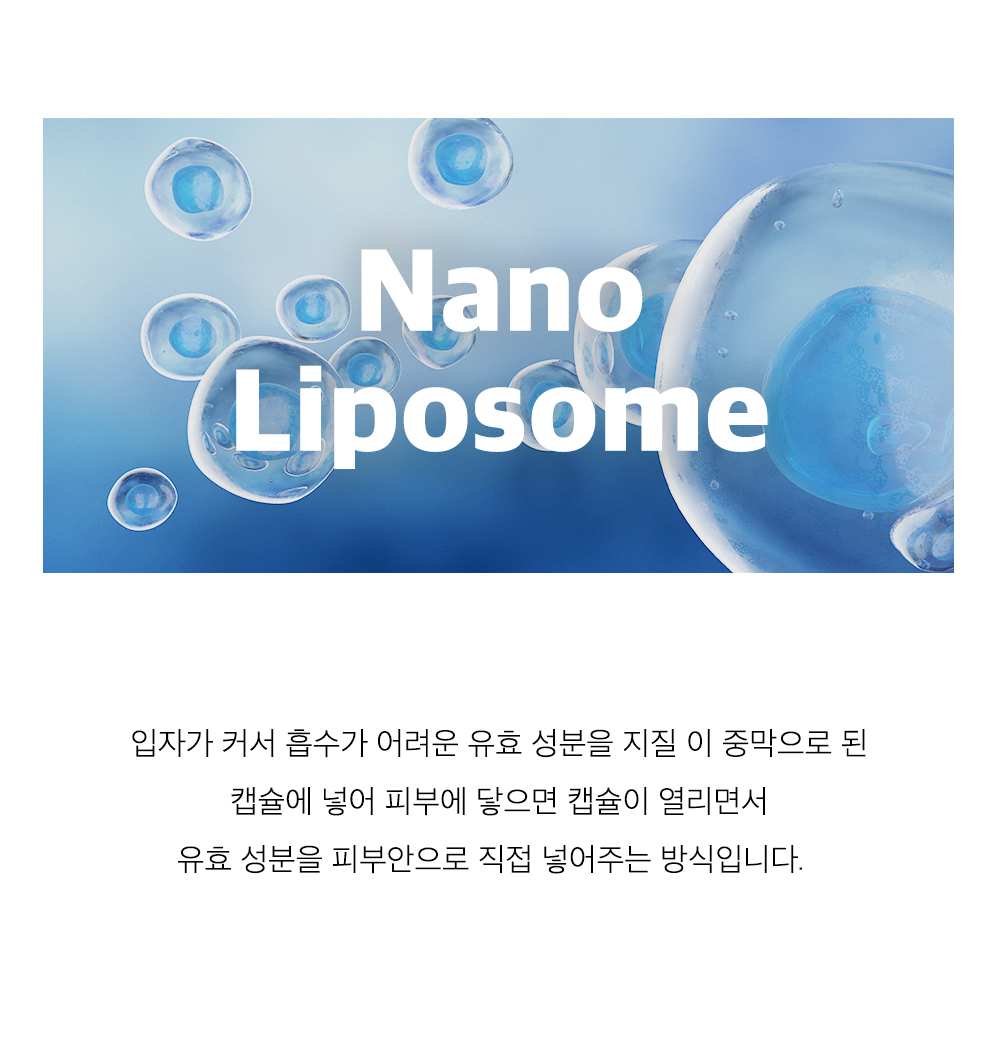 Nano
Liposome
입자가 커서 흡수가 어려운 유효 성분을 지질 이 중막으로 된
캡슐에 넣어 피부에 닿으면 캡슐이 열리면서
유효 성분을 피부안으로 직접 넣어주는 방식입니다.